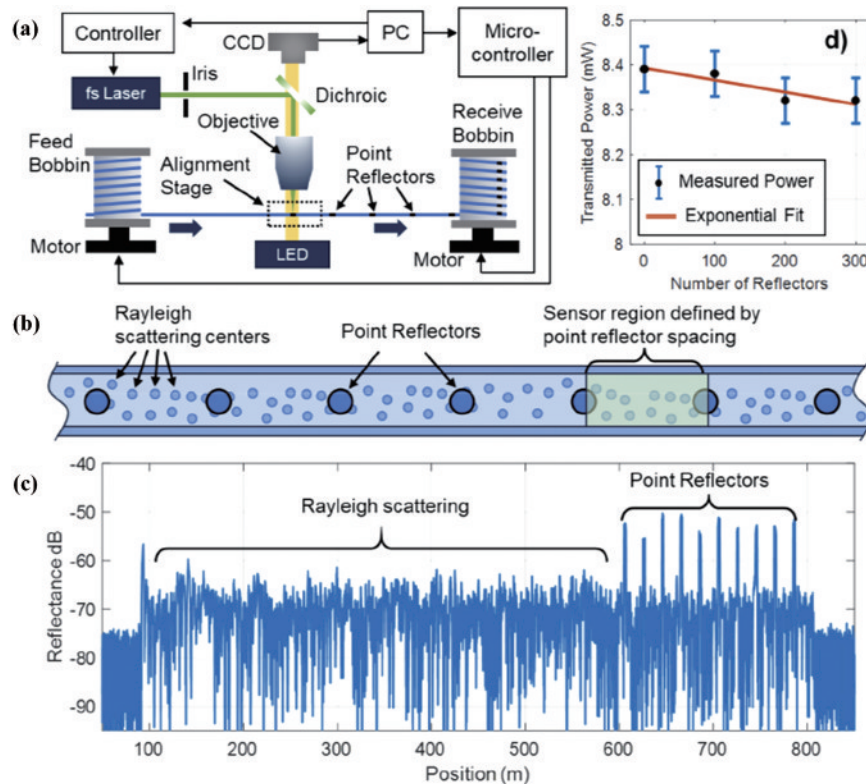 (a)
Controller
CCD
PC
Micro-
controller
Iris
fs Laser
Dichroic
Objective
Feed
Bobbin
Alignment
Stage
Point
Reflectors
Receive
Bobbin
Motor
LED
Motor
d)
Transmitted Power (mW)
8.4
8.3
8.2
8.1
8
Measured Power
Exponential Fit
0
100
200
300
Number of Reflectors
(b)
Rayleigh
scattering centers
Point Reflectors
Sensor region defined by
point reflector spacing
(c)
Reflectance dB
-40
-50
-60
-70
-80
-90
Rayleigh scattering
Point Reflectors
100
200
300
400
500
600
700
800
Position (m)